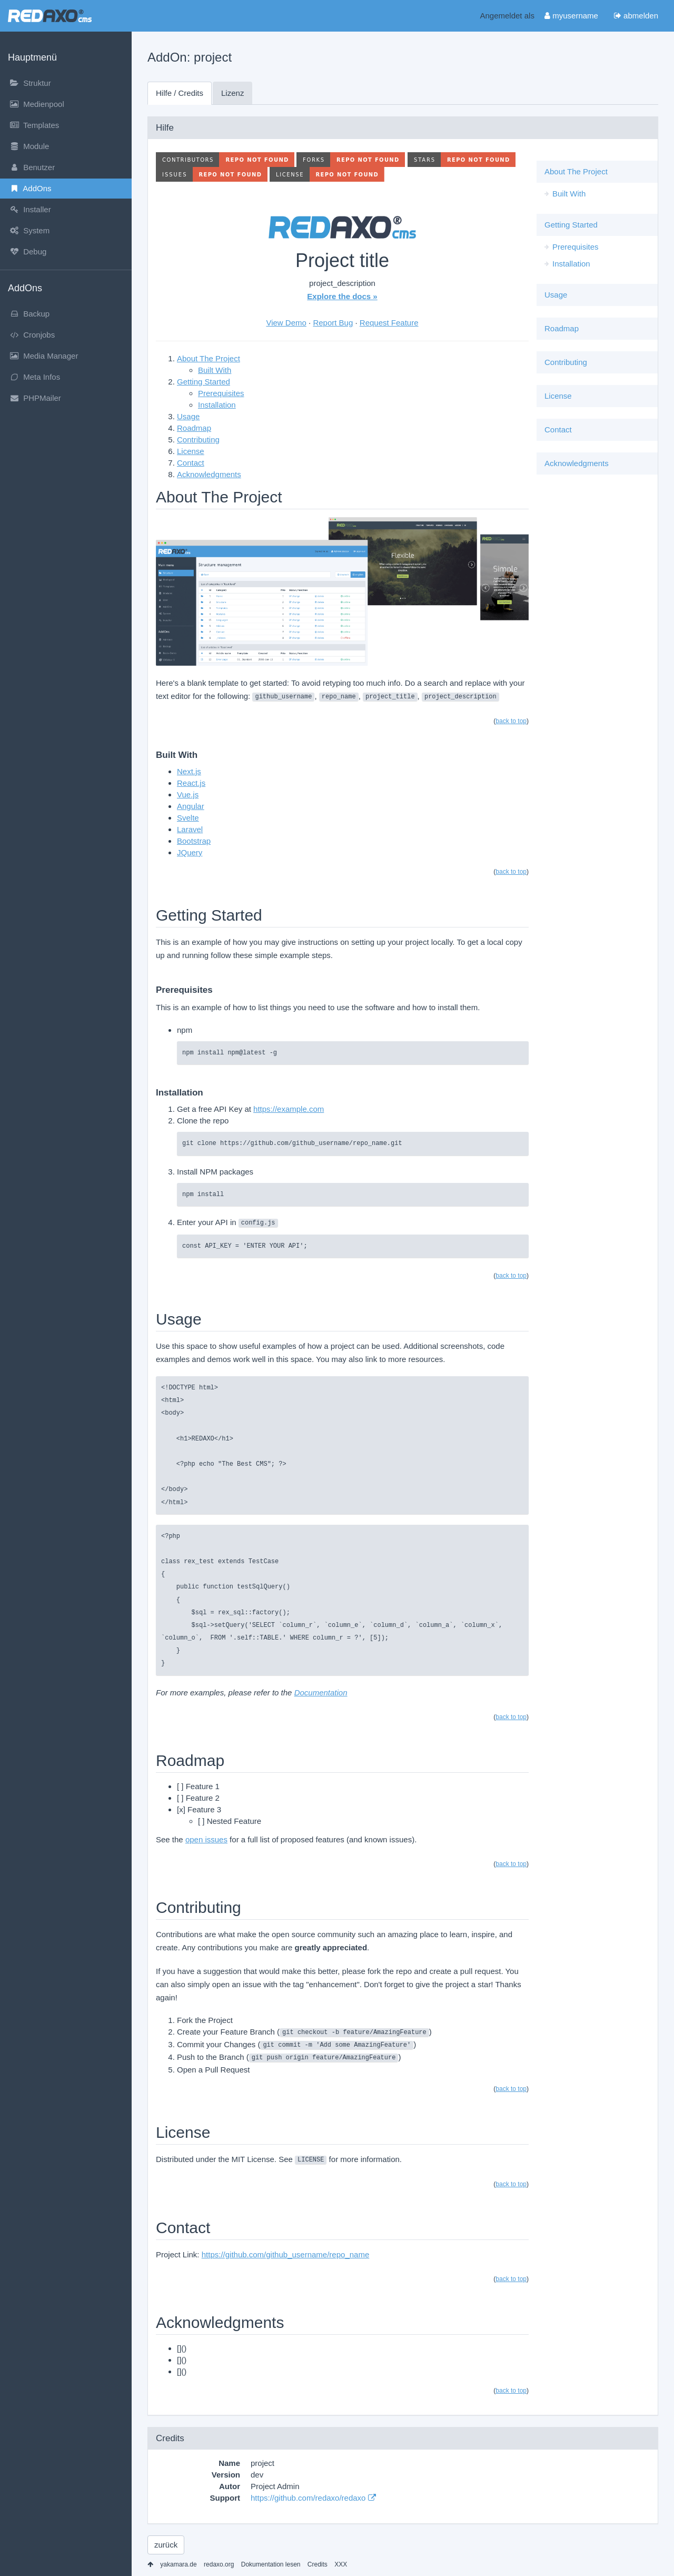 REDAXO®cms
Angemeldet als myusername abmelden
Hauptmenü
Struktur
Medienpool
Templates
Module
Benutzer
AddOns
Installer
System
Debug
AddOns
Backup
Cronjobs
Media Manager
Meta Infos
PHPMailer
AddOn: project
Hilfe / Credits
Lizenz
Hilfe
CONTRIBUTORS REPO NOT FOUND FORKS REPO NOT FOUND STARS REPO NOT FOUND
ISSUES REPO NOT FOUND LICENSE REPO NOT FOUND
REDAXO®cms
Project title
project_description
Explore the docs »
View Demo · Report Bug · Request Feature
1. About The Project
Built With
2. Getting Started
Prerequisites
Installation
3. Usage
4. Roadmap
5. Contributing
6. License
7. Contact
8. Acknowledgments
About The Project
REDAXO
Structure management
Flexible
Simple
Here's a blank template to get started: To avoid retyping too much info. Do a search and replace with your
text editor for the following: github_username, repo_name, project_title, project_description
(back to top)
Built With
Next.js
React.js
Vue.js
Angular
Svelte
Laravel
Bootstrap
JQuery
(back to top)
Getting Started
This is an example of how you may give instructions on setting up your project locally. To get a local copy
up and running follow these simple example steps.
Prerequisites
This is an example of how to list things you need to use the software and how to install them.
npm
npm install npm@latest -g
Installation
1. Get a free API Key at https://example.com
2. Clone the repo
git clone https://github.com/github_username/repo_name.git
3. Install NPM packages
npm install
4. Enter your API in config.js
const API_KEY = 'ENTER YOUR API';
(back to top)
Usage
Use this space to show useful examples of how a project can be used. Additional screenshots, code
examples and demos work well in this space. You may also link to more resources.
<!DOCTYPE html>
<html>
<body>
<h1>REDAXO</h1>
<?php echo "The Best CMS"; ?>
</body>
</html>
<?php
class rex_test extends TestCase
{
public function testSqlQuery()
{
$sql = rex_sql::factory();
$sql->setQuery('SELECT `column_r`, `column_e`, `column_d`, `column_a`, `column_x`,
`column_o`,  FROM '.self::TABLE.' WHERE column_r = ?', [5]);
}
}
For more examples, please refer to the Documentation
(back to top)
Roadmap
[ ] Feature 1
[ ] Feature 2
[x] Feature 3
[ ] Nested Feature
See the open issues for a full list of proposed features (and known issues).
(back to top)
Contributing
Contributions are what make the open source community such an amazing place to learn, inspire, and
create. Any contributions you make are greatly appreciated.
If you have a suggestion that would make this better, please fork the repo and create a pull request. You
can also simply open an issue with the tag "enhancement". Don't forget to give the project a star! Thanks
again!
1. Fork the Project
2. Create your Feature Branch (git checkout -b feature/AmazingFeature)
3. Commit your Changes (git commit -m 'Add some AmazingFeature')
4. Push to the Branch (git push origin feature/AmazingFeature)
5. Open a Pull Request
(back to top)
License
Distributed under the MIT License. See LICENSE for more information.
(back to top)
Contact
Project Link: https://github.com/github_username/repo_name
(back to top)
Acknowledgments
[]()
[]()
[]()
(back to top)
About The Project
Built With
Getting Started
Prerequisites
Installation
Usage
Roadmap
Contributing
License
Contact
Acknowledgments
Credits
Name project
Version dev
Autor Project Admin
Support https://github.com/redaxo/redaxo
zurück
yakamara.de redaxo.org Dokumentation lesen Credits XXX